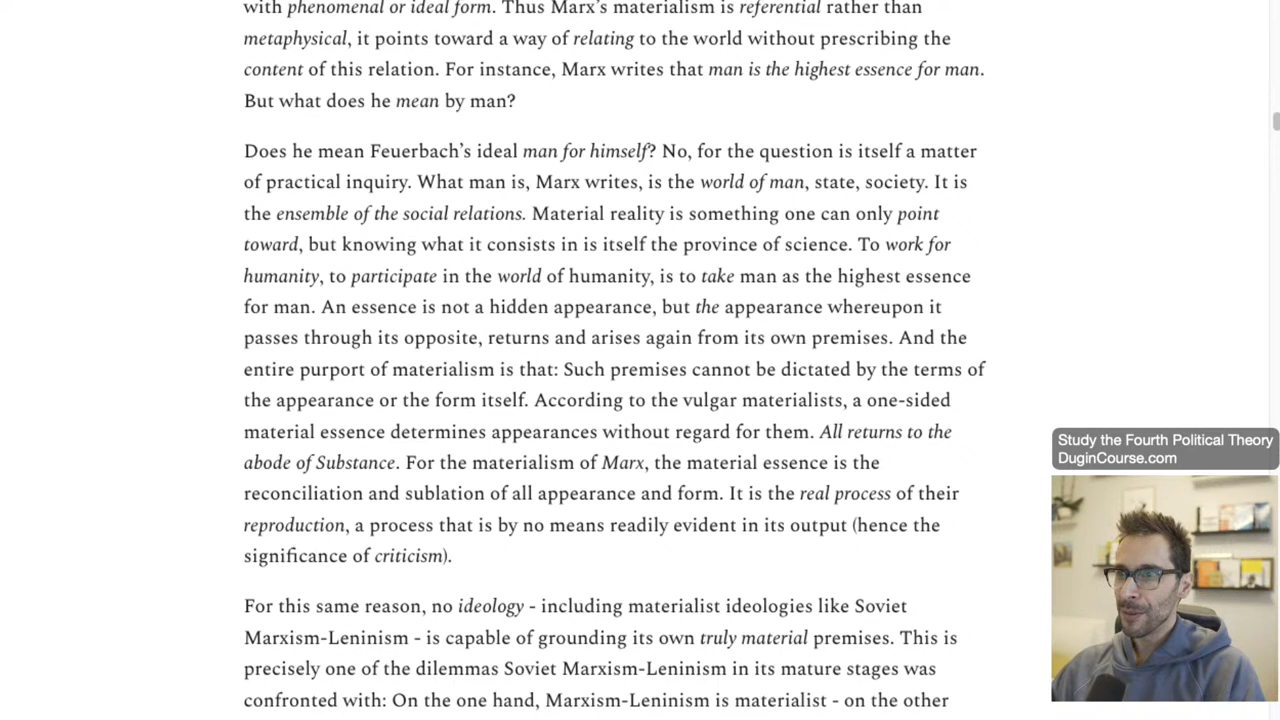 with phenomenal or ideal form. Thus Marx’s materialism is referential rather than
metaphysical, it points toward a way of relating to the world without prescribing the
content of this relation. For instance, Marx writes that man is the highest essence for man.
But what does he mean by man?
Does he mean Feuerbach’s ideal man for himself? No, for the question is itself a matter
of practical inquiry. What man is, Marx writes, is the world of man, state, society. It is
the ensemble of the social relations. Material reality is something one can only point
toward, but knowing what it consists in is itself the province of science. To work for
humanity, to participate in the world of humanity, is to take man as the highest essence
for man. An essence is not a hidden appearance, but the appearance whereupon it
passes through its opposite, returns and arises again from its own premises. And the
entire purport of materialism is that: Such premises cannot be dictated by the terms of
the appearance or the form itself. According to the vulgar materialists, a one-sided
material essence determines appearances without regard for them. All returns to the
abode of Substance. For the materialism of Marx, the material essence is the
reconciliation and sublation of all appearance and form. It is the real process of their
reproduction, a process that is by no means readily evident in its output (hence the
significance of criticism).
For this same reason, no ideology - including materialist ideologies like Soviet
Marxism-Leninism - is capable of grounding its own truly material premises. This is
precisely one of the dilemmas Soviet Marxism-Leninism in its mature stages was
confronted with: On the one hand, Marxism-Leninism is materialist - on the other
Study the Fourth Political Theory
DuginCourse.com